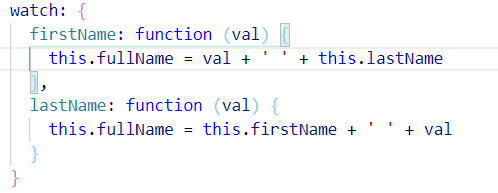 watch: {
  firstName: function (val) {
    this.fullName = val + ' ' + this.lastName
  },
  lastName: function (val) {
    this.fullName = this.firstName + ' ' + val
  }
}